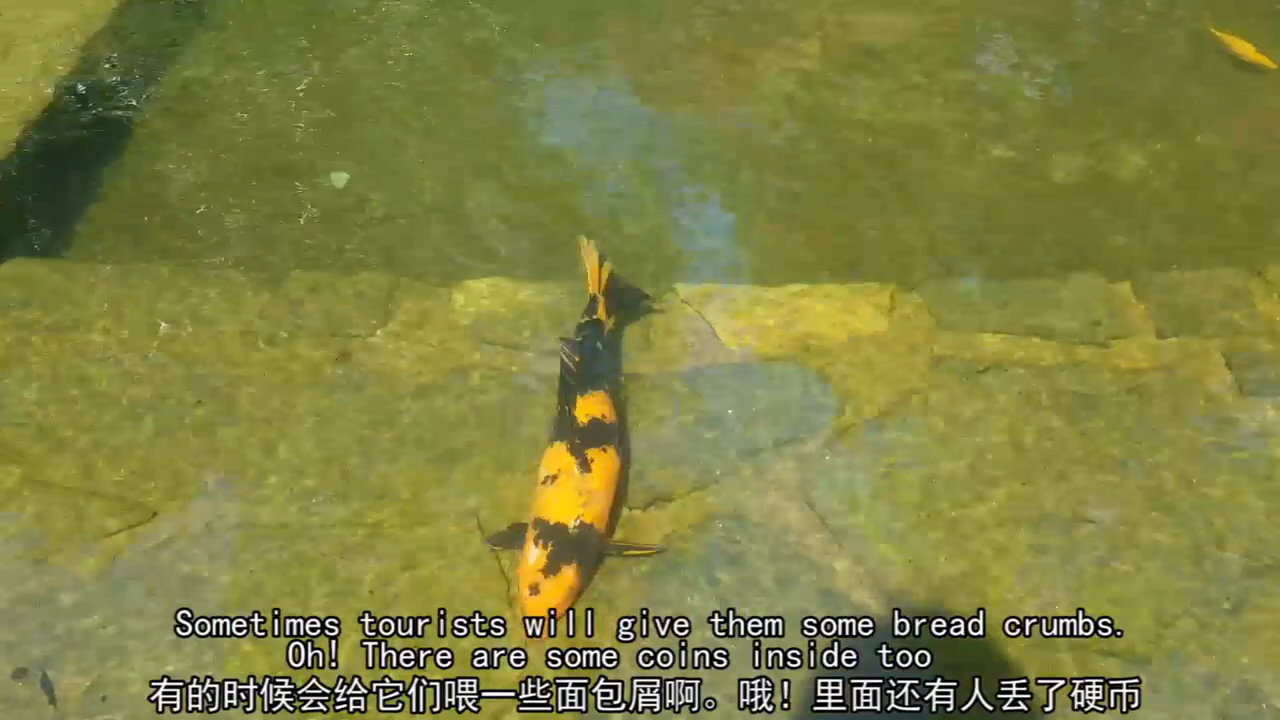 Sometimes tourists will give them some bread crumbs.
Oh! There are some coins inside too
有的时候会给它们喂一些面包屑啊。哦！里面还有人丢了硬币